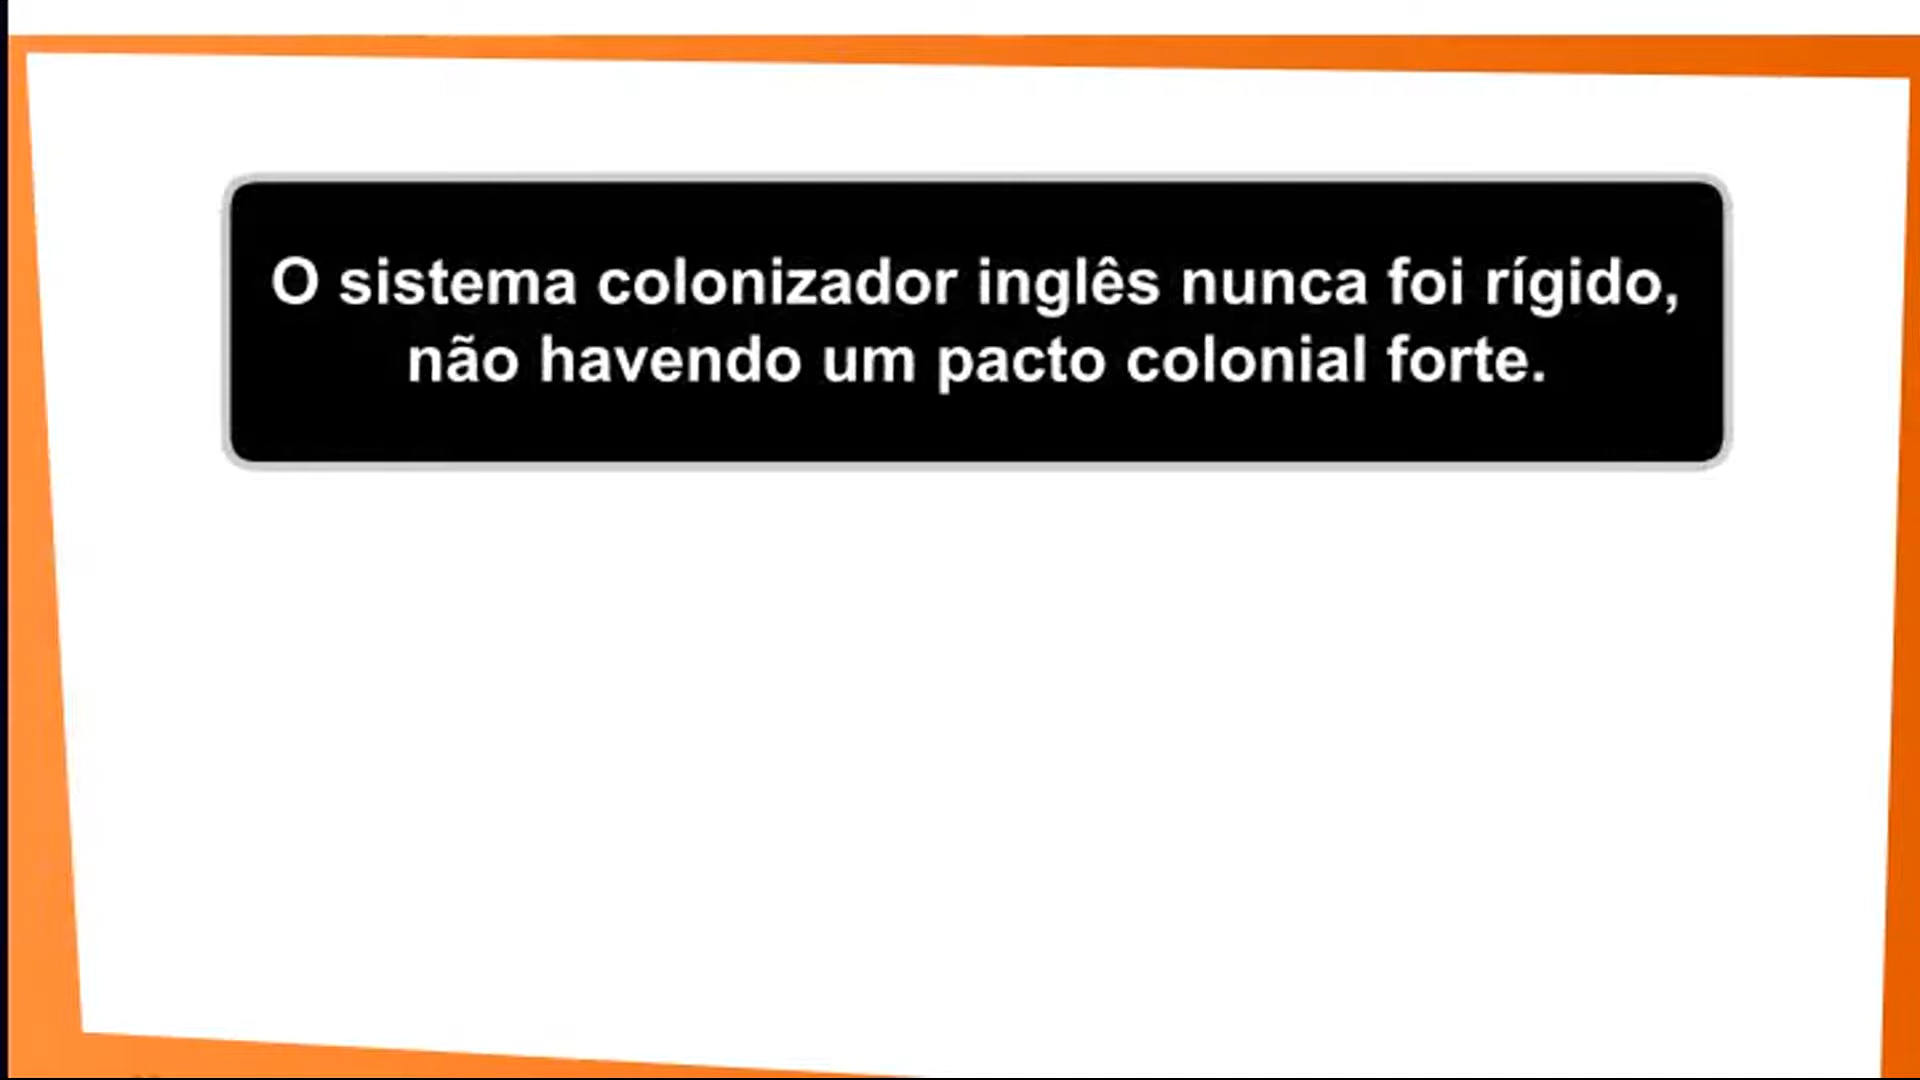 O sistema colonizador inglês nunca foi rígido,
não havendo um pacto colonial forte.